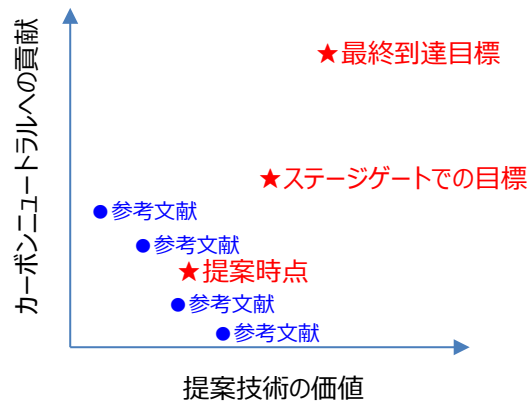 カーボンニュートラルへの貢献
★最終到達目標
★ステージゲートでの目標
●参考文献
●参考文献
★提案時点
●参考文献
●参考文献
提案技術の価値